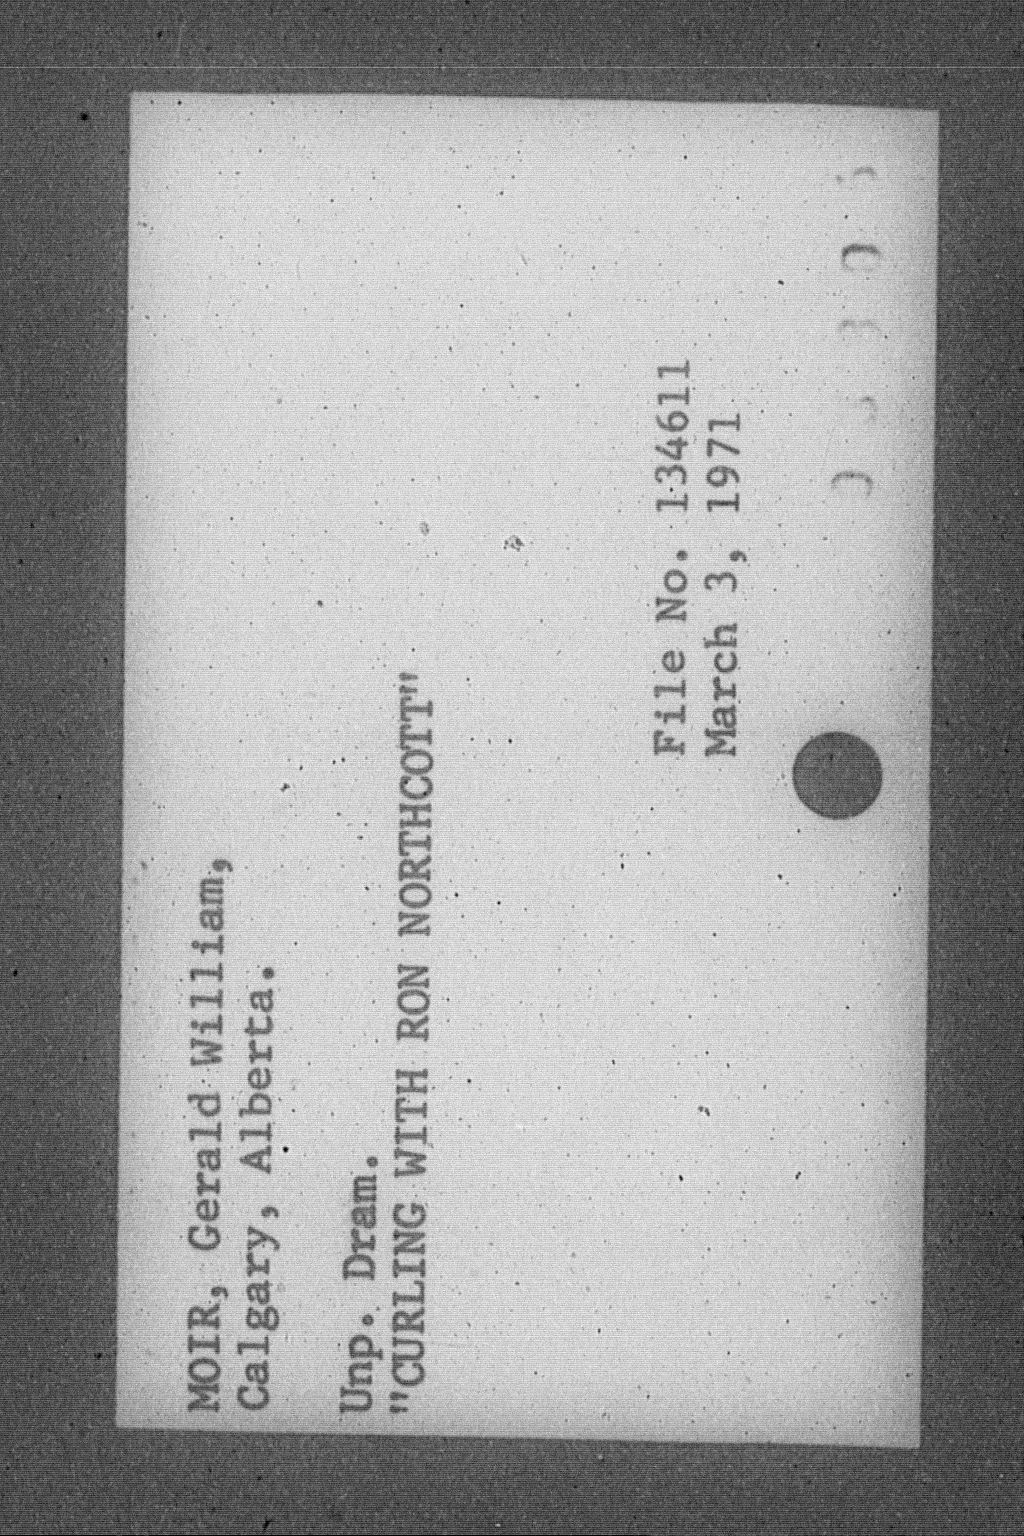 MOIR, Gerald William,
Calgary, Alberta.
Unp. Dram.
"CURLING WITH RON NORTHCOTT"
File No. 134611
March 3, 1971